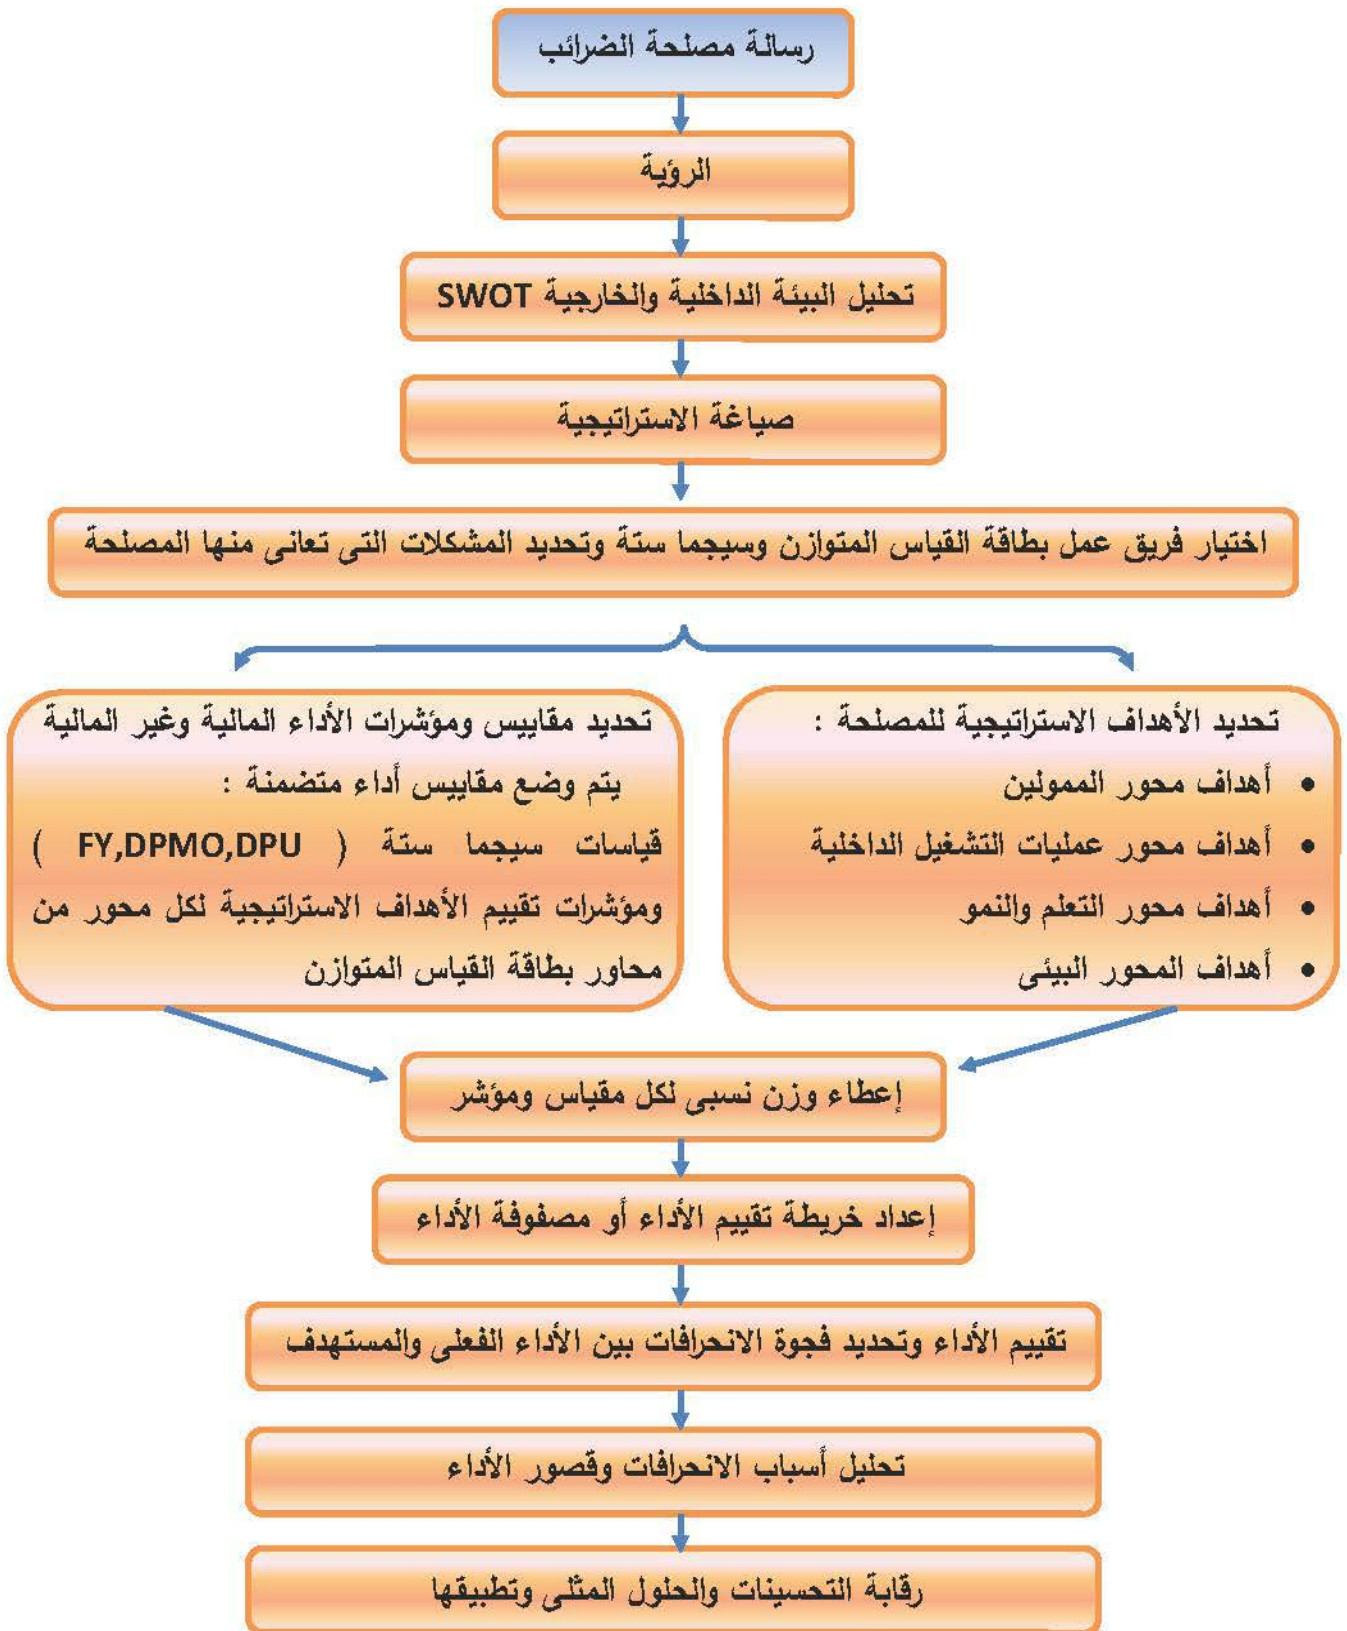 رسالة مصلحة الضرائب
الرؤية
تحليل البيئة الداخلية والخارجية SWOT
صياغة الاستراتيجية
اختيار فريق عمل بطاقة القياس المتوازن وسيجما ستة وتحديد المشكلات التى تعانى منها المصلحة
تحديد الأهداف الاستراتيجية للمصلحة :
• أهداف محور الممولين
• أهداف محور عمليات التشغيل الداخلية
• أهداف محور التعلم والنمو
• أهداف المحور البيئى
تحديد مقاييس ومؤشرات الأداء المالية وغير المالية
يتم وضع مقاييس أداء متضمنة :
قياسات سيجما ستة ( FY,DPMO,DPU )
ومؤشرات تقييم الأهداف الاستراتيجية لكل محور من
محاور بطاقة القياس المتوازن
إعطاء وزن نسبى لكل مقياس ومؤشر
إعداد خريطة تقييم الأداء أو مصفوفة الأداء
تقييم الأداء وتحديد فجوة الانحرافات بين الأداء الفعلى والمستهدف
تحليل أسباب الانحرافات وقصور الأداء
رقابة التحسينات والحلول المثلى وتطبيقها